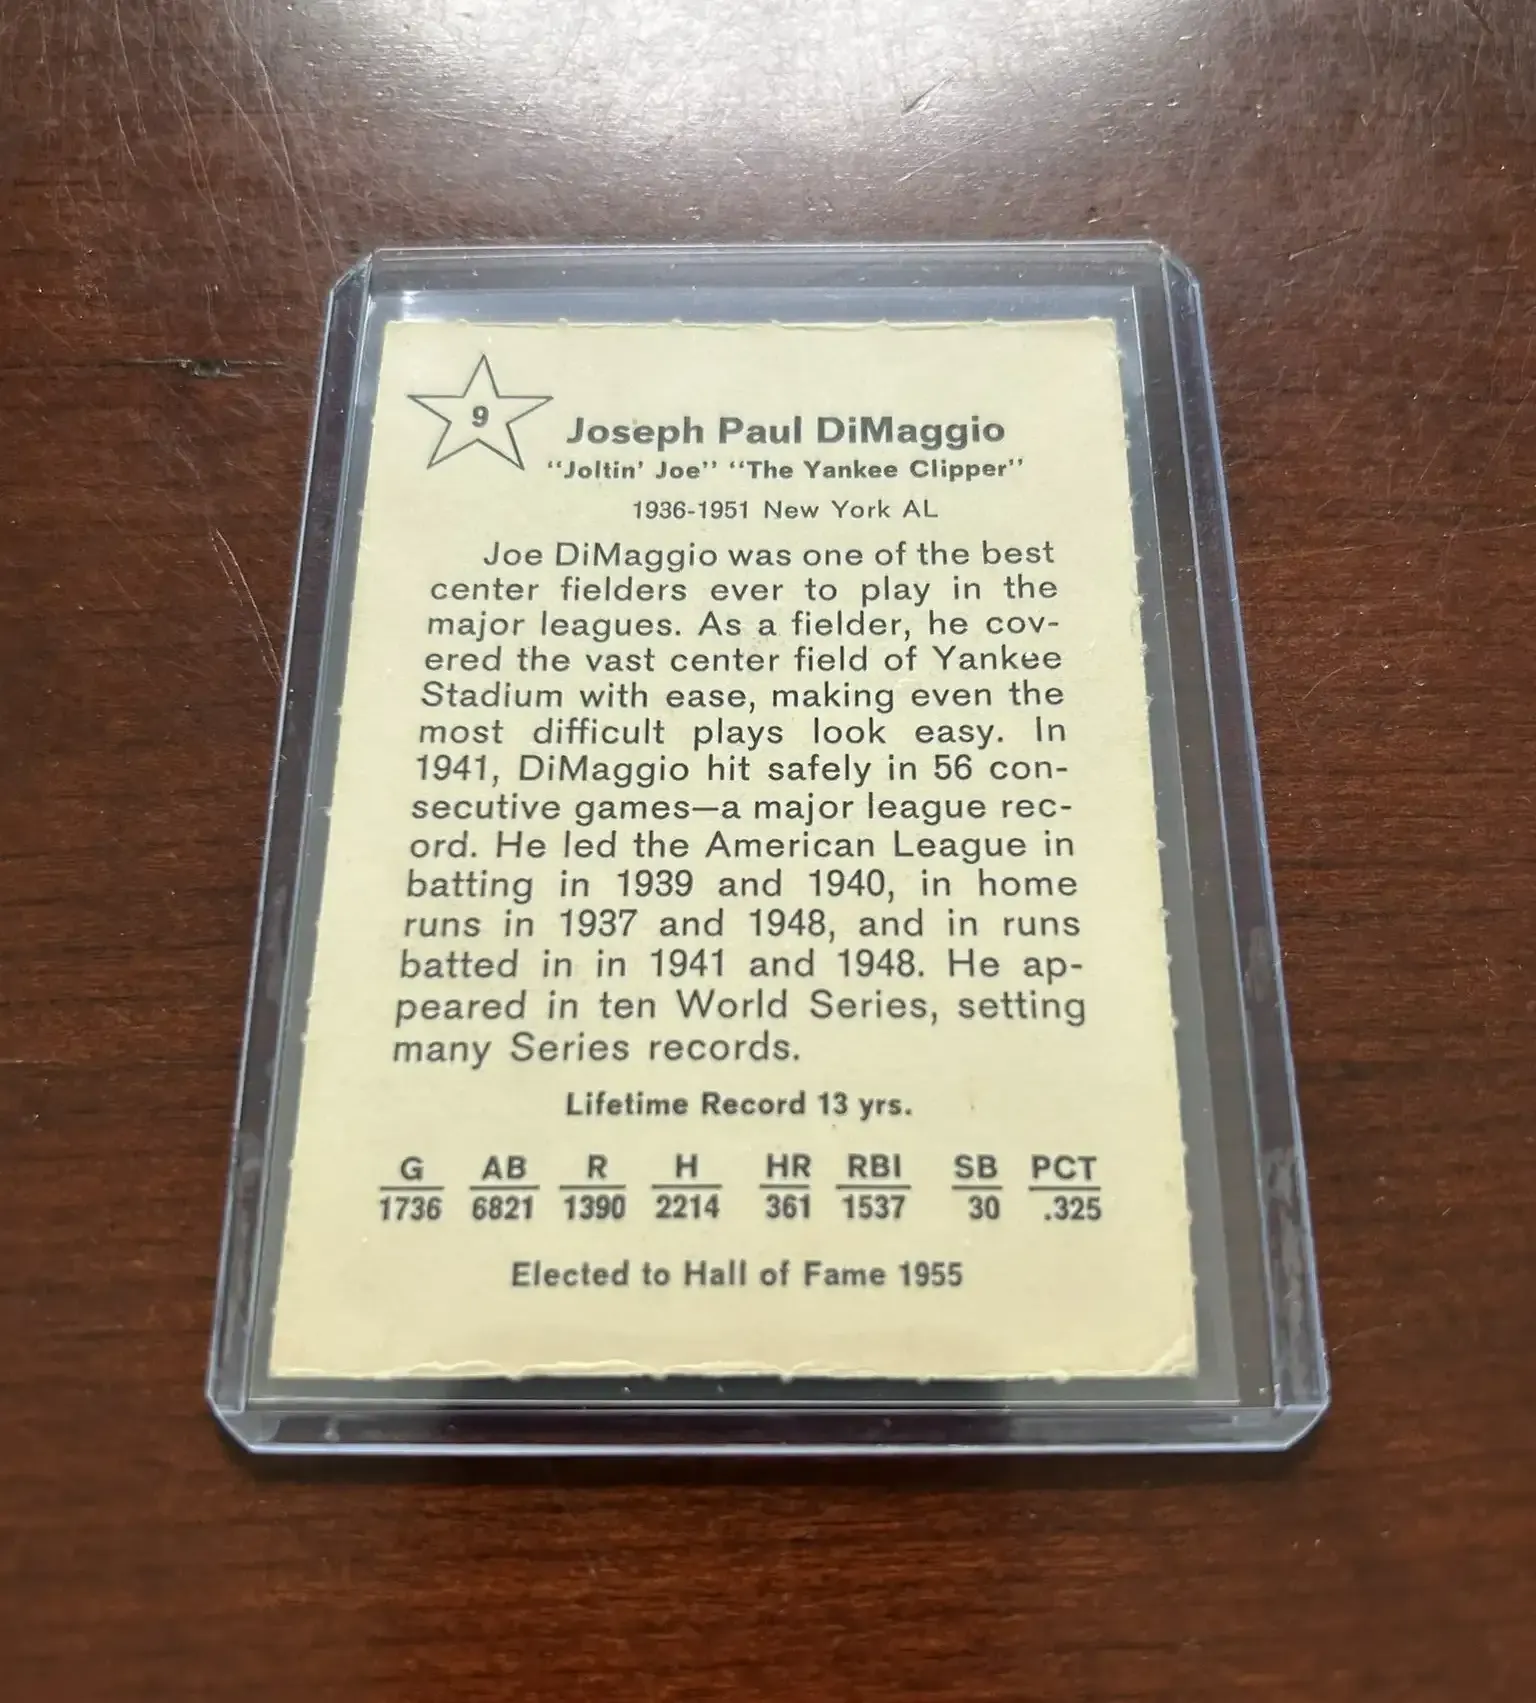 9
Joseph Paul DiMaggio
"Joltin' Joe" "The Yankee Clipper"
1936-1951 New York AL
Joe DiMaggio was one of the best
center fielders ever to play in the
major leagues. As a fielder, he cov-
ered the vast center field of Yankee
Stadium with ease, making even the
most difficult plays look easy. In
1941, DiMaggio hit safely in 56 con-
secutive games—a major league rec-
ord. He led the American League in
batting in 1939 and 1940, in home
runs in 1937 and 1948, and in runs
batted in in 1941 and 1948. He ap-
peared in ten World Series, setting
many Series records.
Lifetime Record 13 yrs.
G AB R H HR RBI SB PCT
1736 6821 1390 2214 361 1537 30 .325
Elected to Hall of Fame 1955